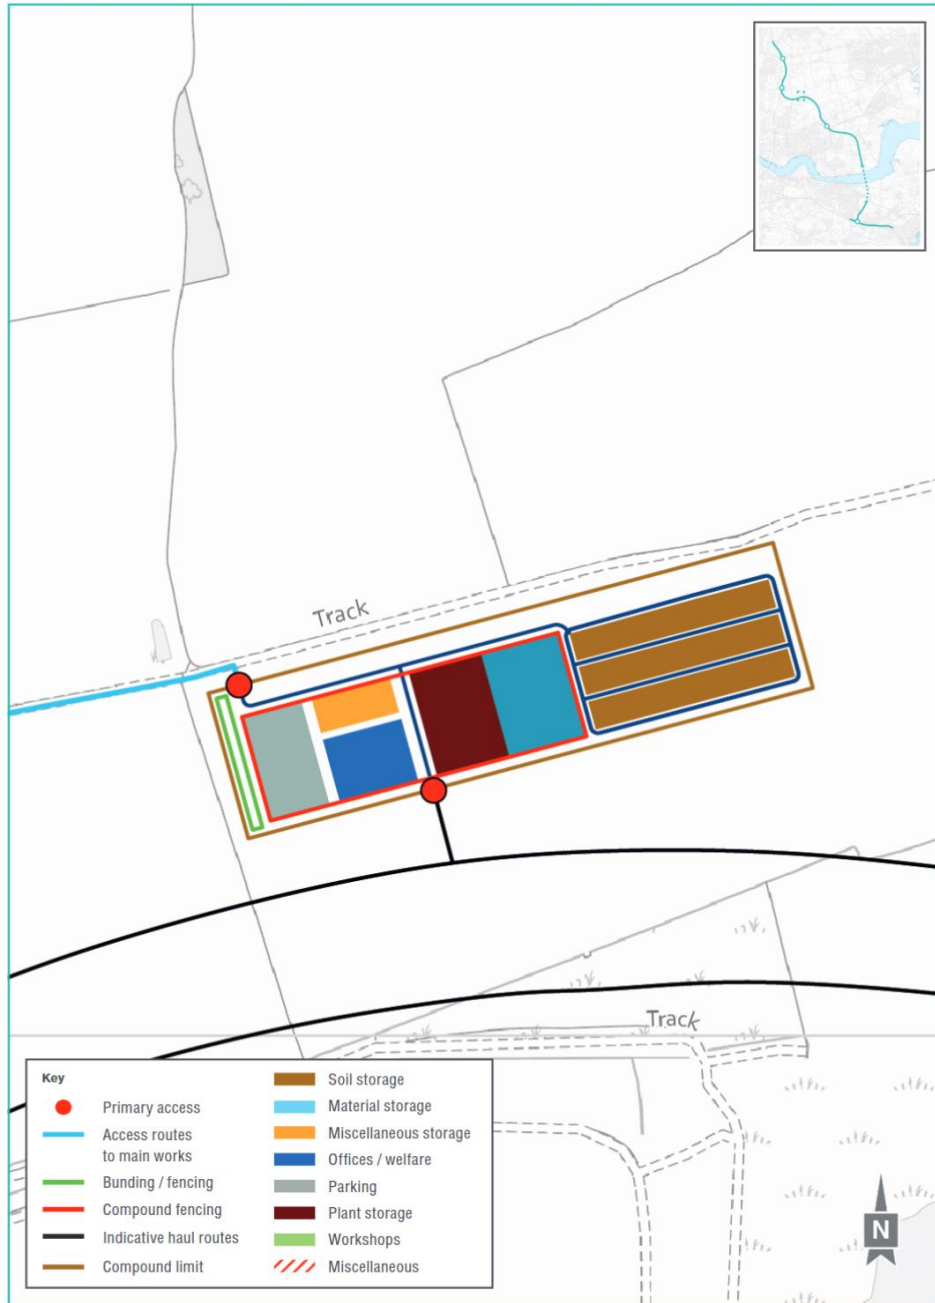 Track
Track
Key
Primary access
Access routes
to main works
Bunding / fencing
Compound fencing
Indicative haul routes
Compound limit
Soil storage
Material storage
Miscellaneous storage
Offices / welfare
Parking
Plant storage
Workshops
Miscellaneous
N